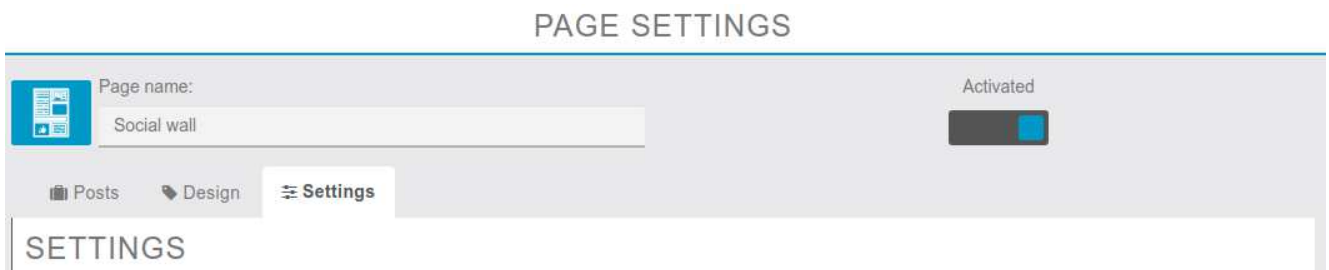 PAGE SETTINGS
Page name:
Activated
Social wall
Posts
Design
Settings
SETTINGS